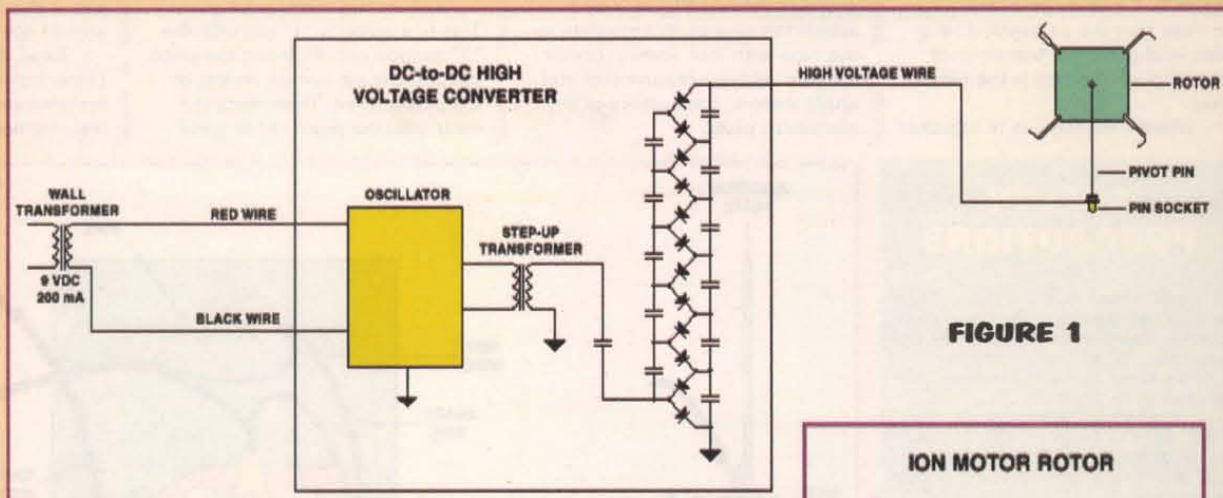 DC-to-DC HIGH
VOLTAGE CONVERTER
HIGH VOLTAGE WIRE
ROTOR
PIVOT PIN
PIN SOCKET
WALL
TRANSFORMER
RED WIRE
OSCILLATOR
STEP-UP
TRANSFORMER
9 VDC
200 mA
BLACK WIRE
FIGURE 1
ION MOTOR ROTOR